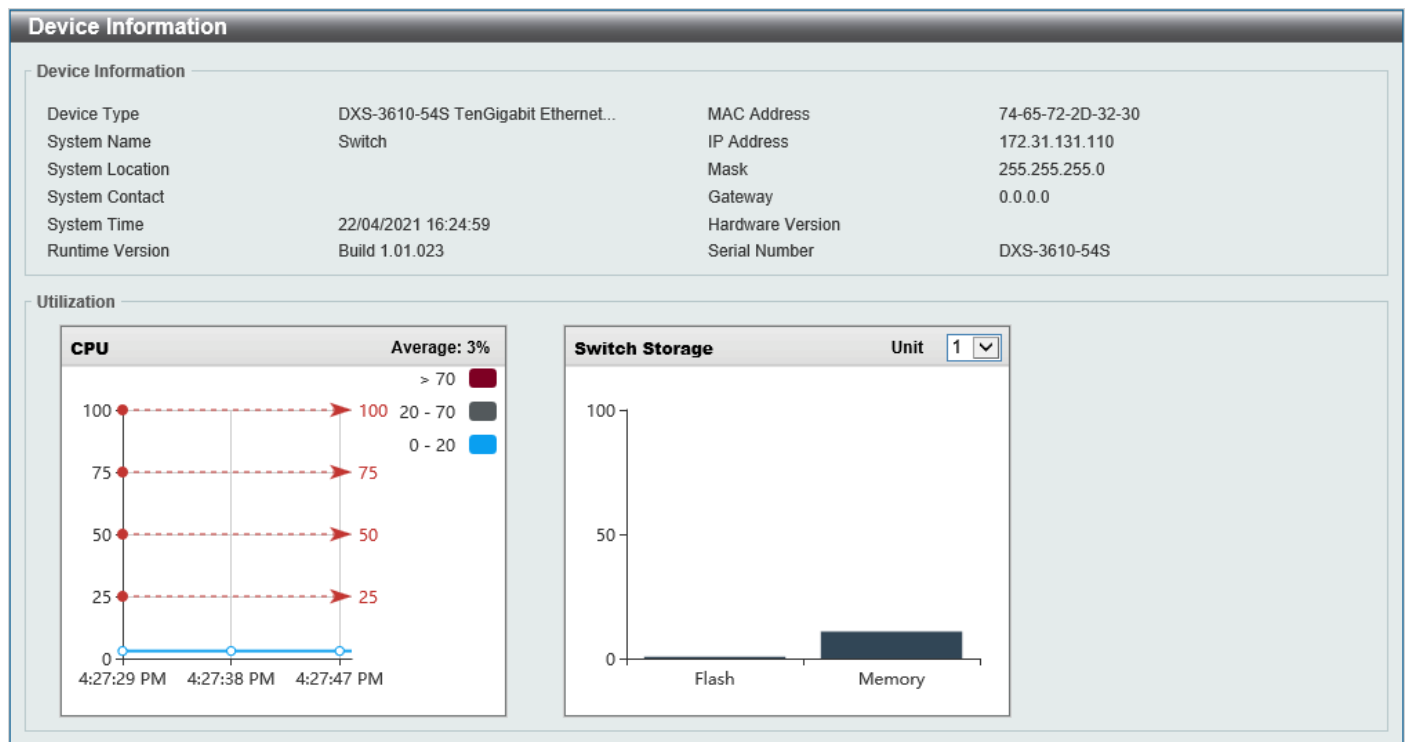 Device Information
Device Information
Device Type DXS-3610-54S TenGigabit Ethernet... MAC Address 74-65-72-2D-32-30
System Name Switch IP Address 172.31.131.110
System Location Mask 255.255.255.0
System Contact Gateway 0.0.0.0
System Time 22/04/2021 16:24:59 Hardware Version
Runtime Version Build 1.01.023 Serial Number DXS-3610-54S
Utilization
CPU Average: 3%
> 70
100 100 20 - 70
0 - 20
75 75
50 50
25 25
0
4:27:29 PM 4:27:38 PM 4:27:47 PM
Switch Storage Unit 1
100
50
0
Flash Memory